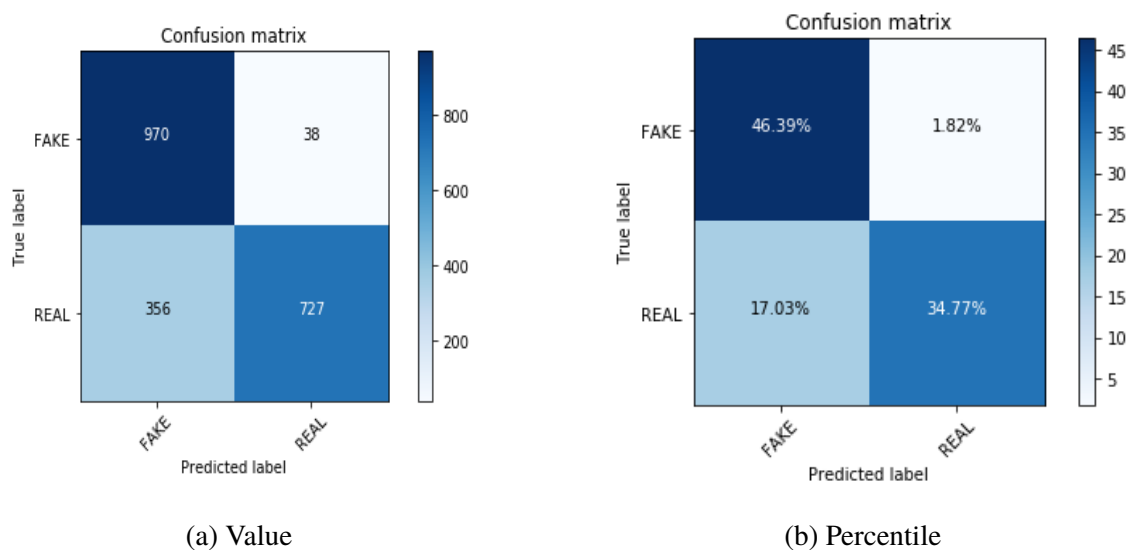 Confusion matrix
FAKE
REAL
True label
970
38
356
727
FAKE
REAL
Predicted label
800
600
400
200
(a) Value
Confusion matrix
FAKE
REAL
True label
46.39%
1.82%
17.03%
34.77%
FAKE
REAL
Predicted label
45
40
35
30
25
20
15
10
5
(b) Percentile